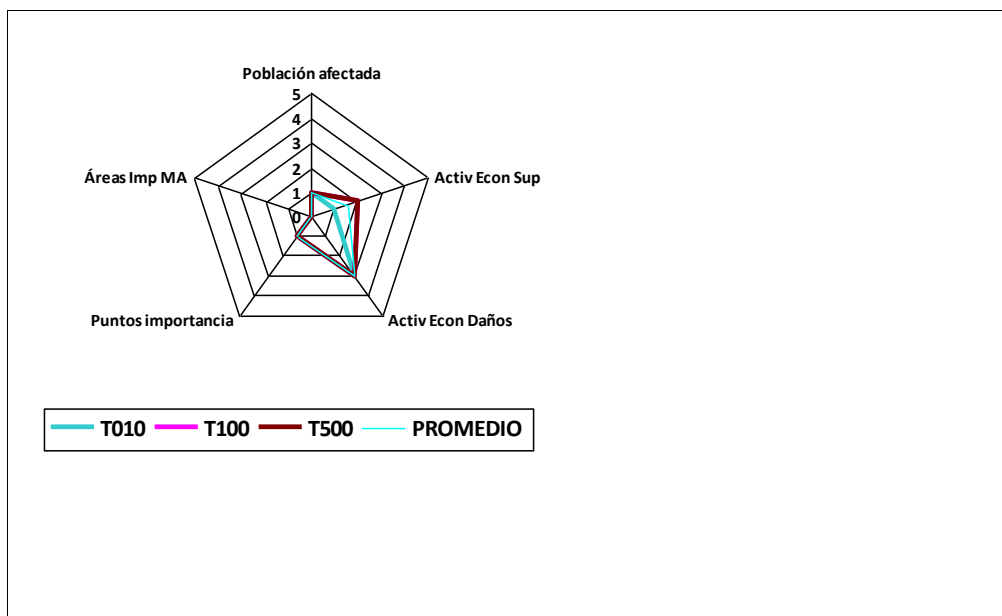 Población afectada
5
4
3
2
1
0
Áreas Imp MA
Activ Econ Sup
Puntos importancia
Activ Econ Daños
T010 T100 T500 PROMEDIO